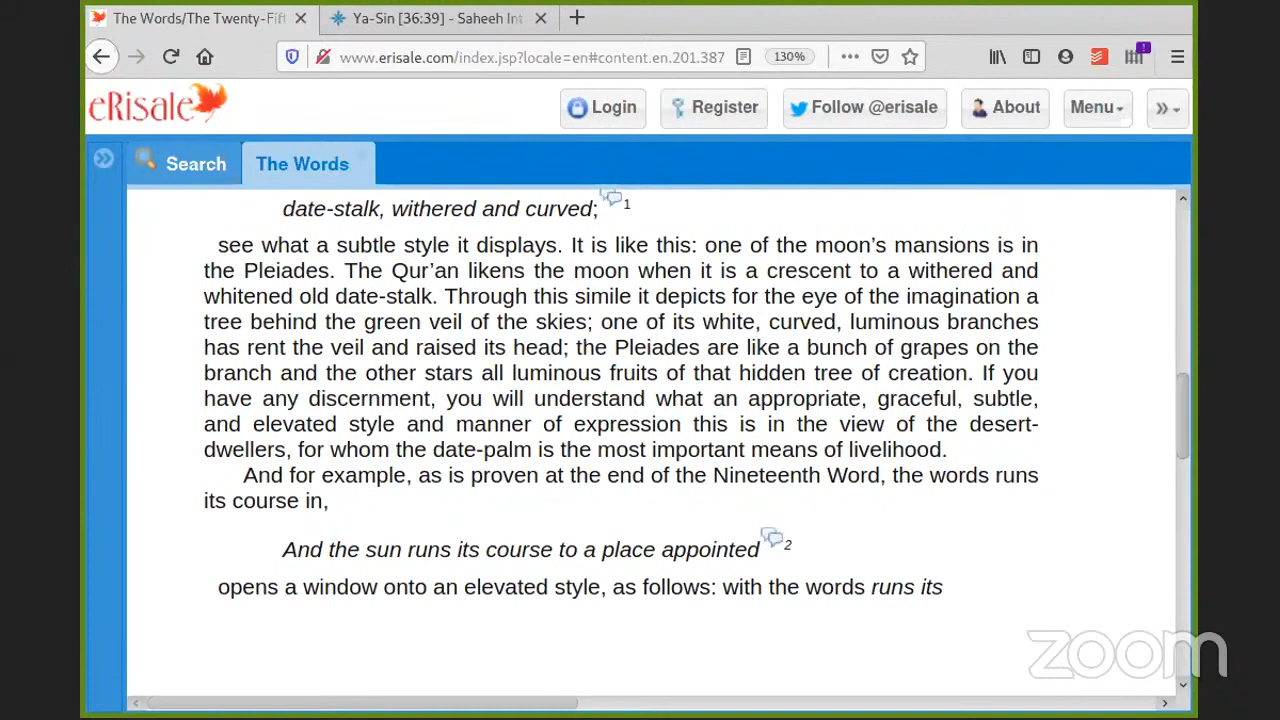 The Words/The Twenty-Fift
Ya-Sin [36:39] - Saheeh Int
www.erisale.com/index.jsp?locale=en#content.en.201.387
130%
eRisale
Login
Register
Follow @erisale
About
Menu
Search
The Words
date-stalk, withered and curved; 1
see what a subtle style it displays. It is like this: one of the moon’s mansions is in
the Pleiades. The Qur’an likens the moon when it is a crescent to a withered and
whitened old date-stalk. Through this simile it depicts for the eye of the imagination a
tree behind the green veil of the skies; one of its white, curved, luminous branches
has rent the veil and raised its head; the Pleiades are like a bunch of grapes on the
branch and the other stars all luminous fruits of that hidden tree of creation. If you
have any discernment, you will understand what an appropriate, graceful, subtle,
and elevated style and manner of expression this is in the view of the desert-
dwellers, for whom the date-palm is the most important means of livelihood.
And for example, as is proven at the end of the Nineteenth Word, the words runs
its course in,
And the sun runs its course to a place appointed 2
opens a window onto an elevated style, as follows: with the words runs its
zoom